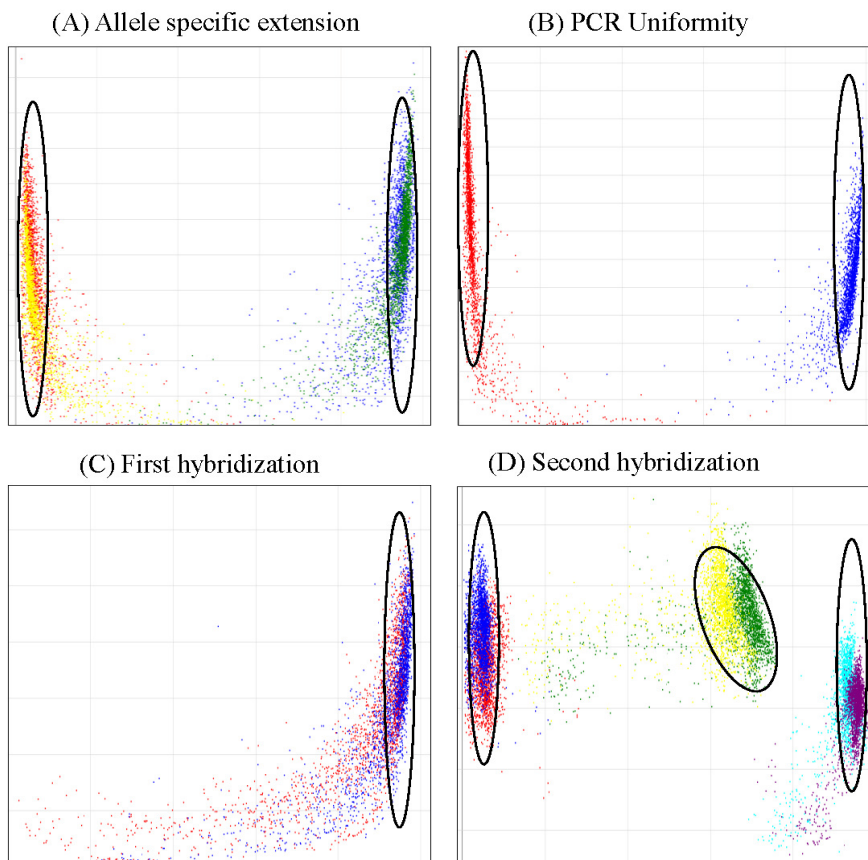 (A) Allele specific extension
(B) PCR Uniformity
(C) First hybridization
(D) Second hybridization